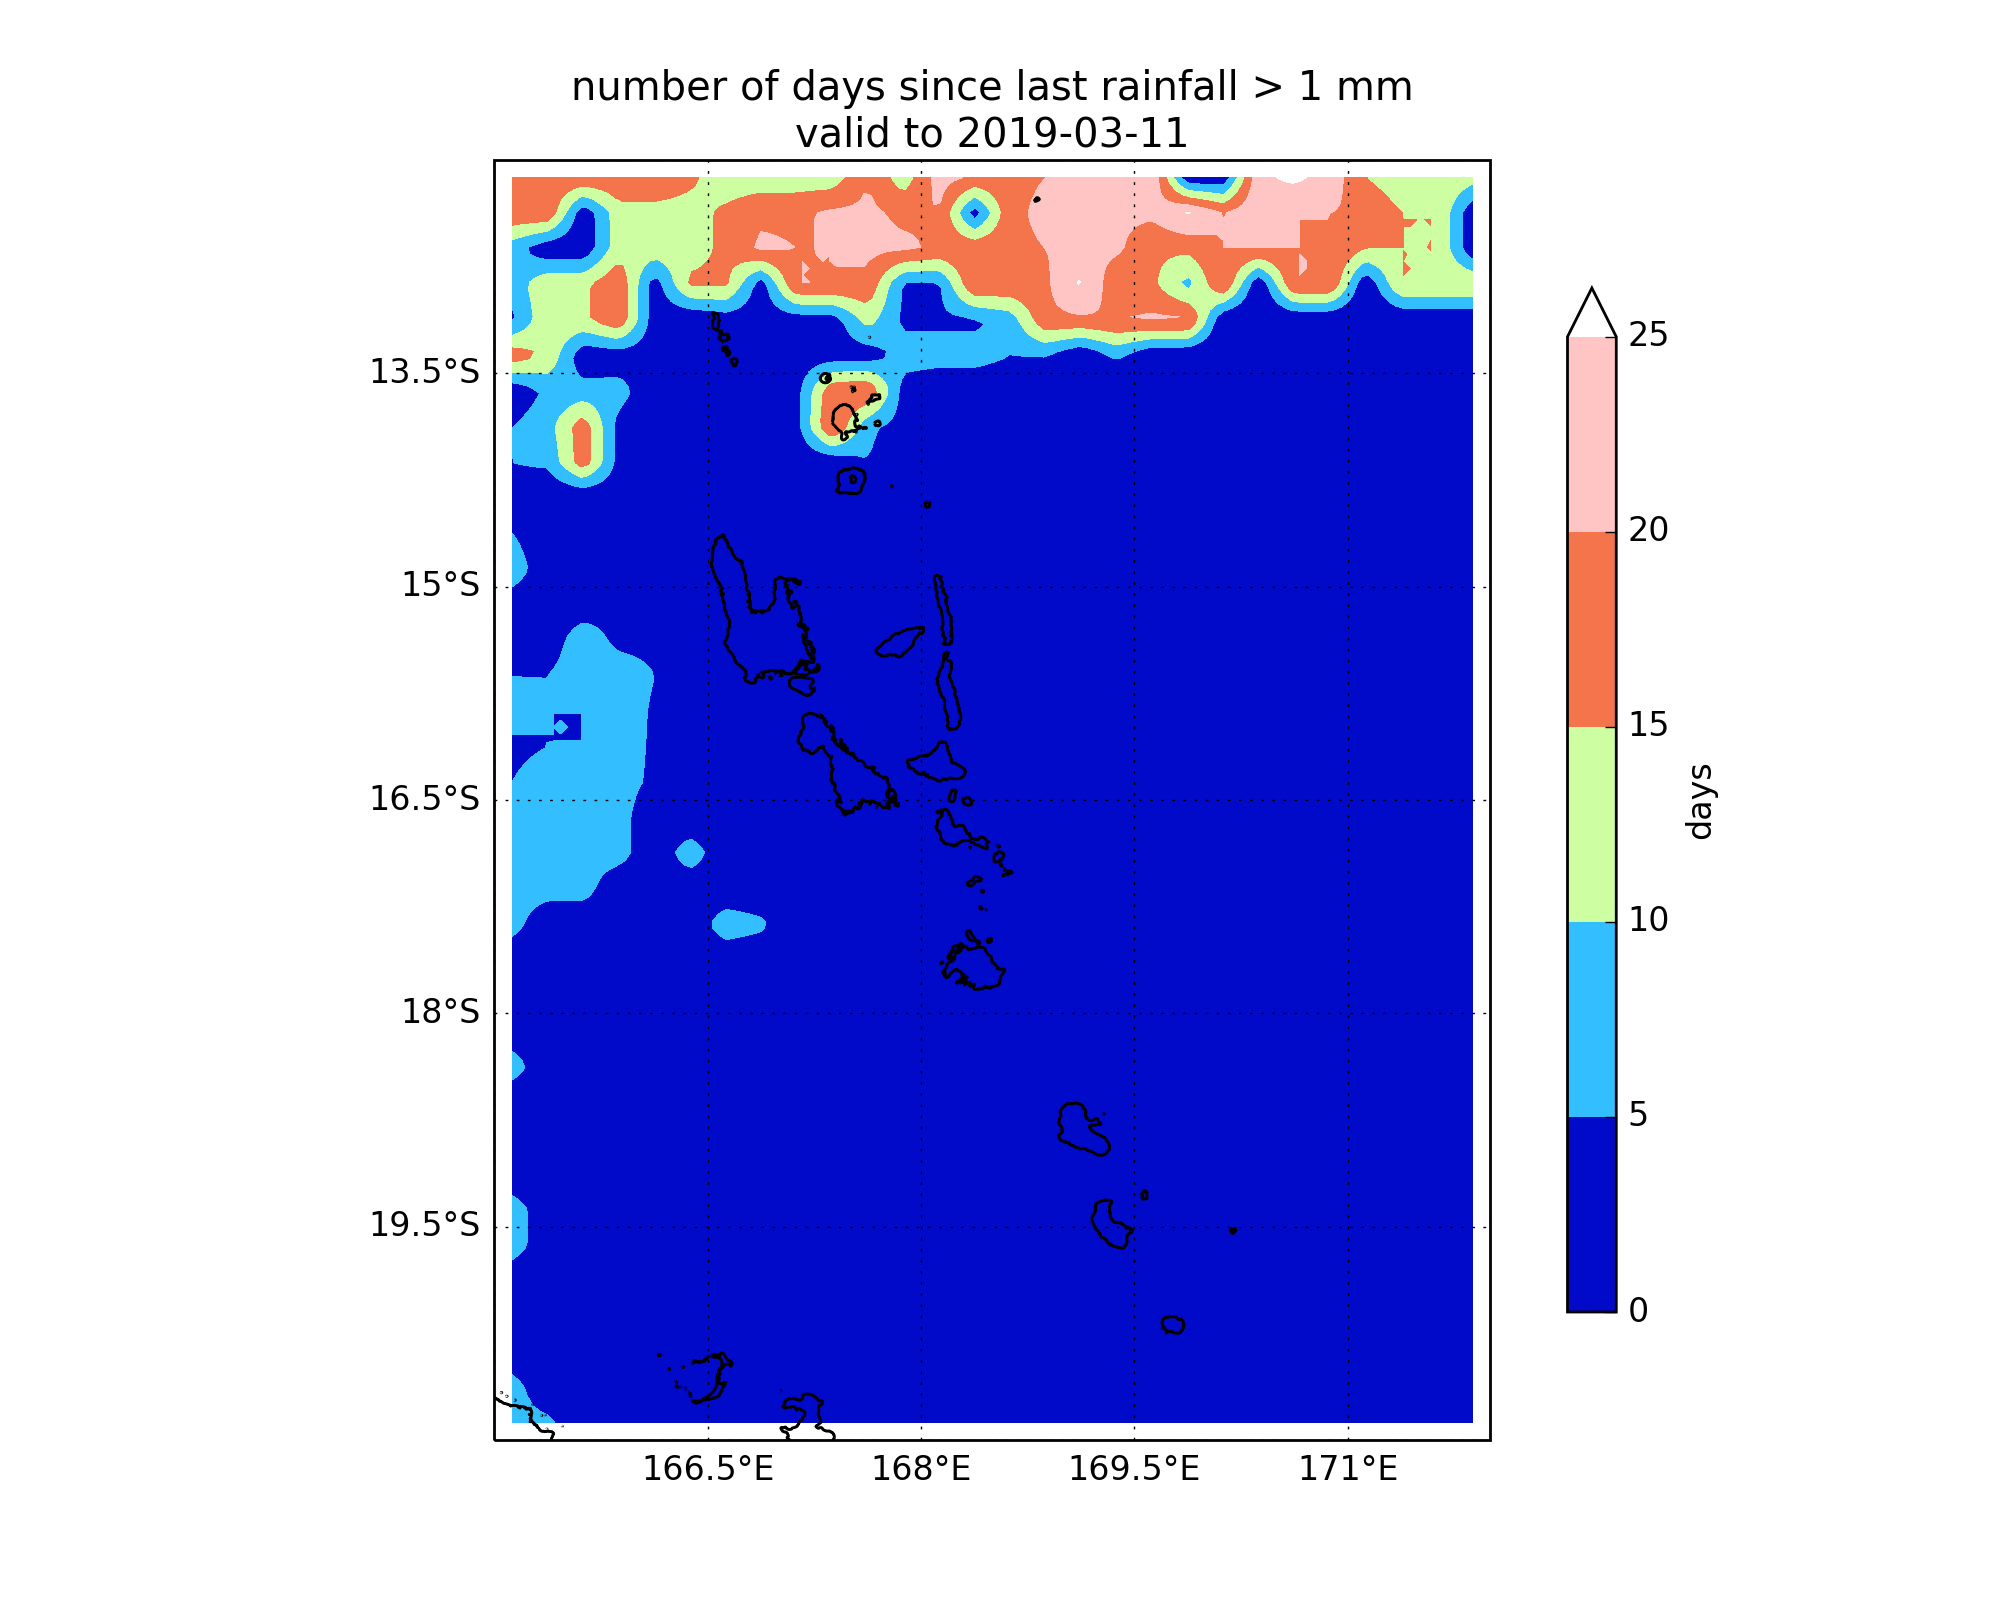 number of days since last rainfall > 1 mm
valid to 2019-03-11
13.5°S
15°S
16.5°S
18°S
19.5°S
166.5°E
168°E
169.5°E
171°E
25
20
15
10
5
0
days